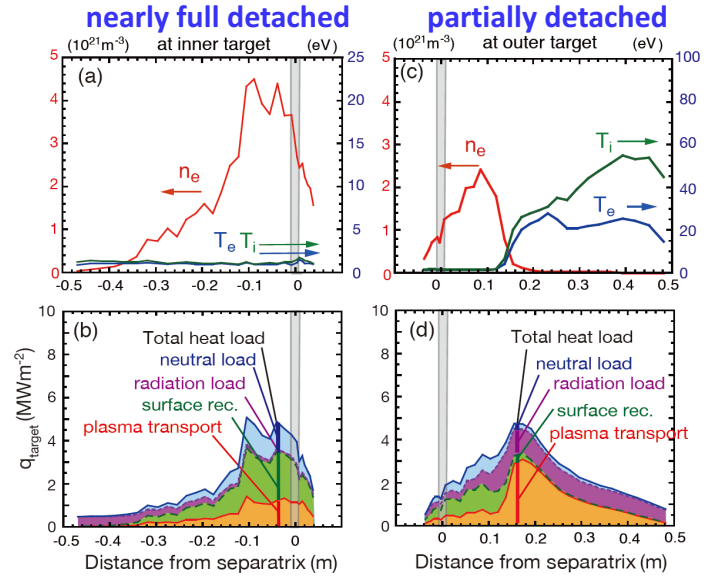 nearly full detached
partially detached
(10²¹m⁻³) at inner target (eV)
(10²¹m⁻³) at outer target (eV)
(a)
5
4
3
2
1
0
25
20
15
10
5
0
nₑ
Tₑ Tᵢ
-0.5 -0.4 -0.3 -0.2 -0.1 0
(c)
5
4
3
2
1
0
100
80
60
40
20
0
nₑ
Tᵢ
Tₑ
0 0.1 0.2 0.3 0.4 0.5
(b)
q_target (MWm⁻²)
10
8
6
4
2
0
Total heat load
neutral load
radiation load
surface rec.
plasma transport
-0.5 -0.4 -0.3 -0.2 -0.1 0
Distance from separatrix (m)
(d)
10
8
6
4
2
0
Total heat load
neutral load
radiation load
surface rec.
plasma transport
0 0.1 0.2 0.3 0.4 0.5
Distance from separatrix (m)